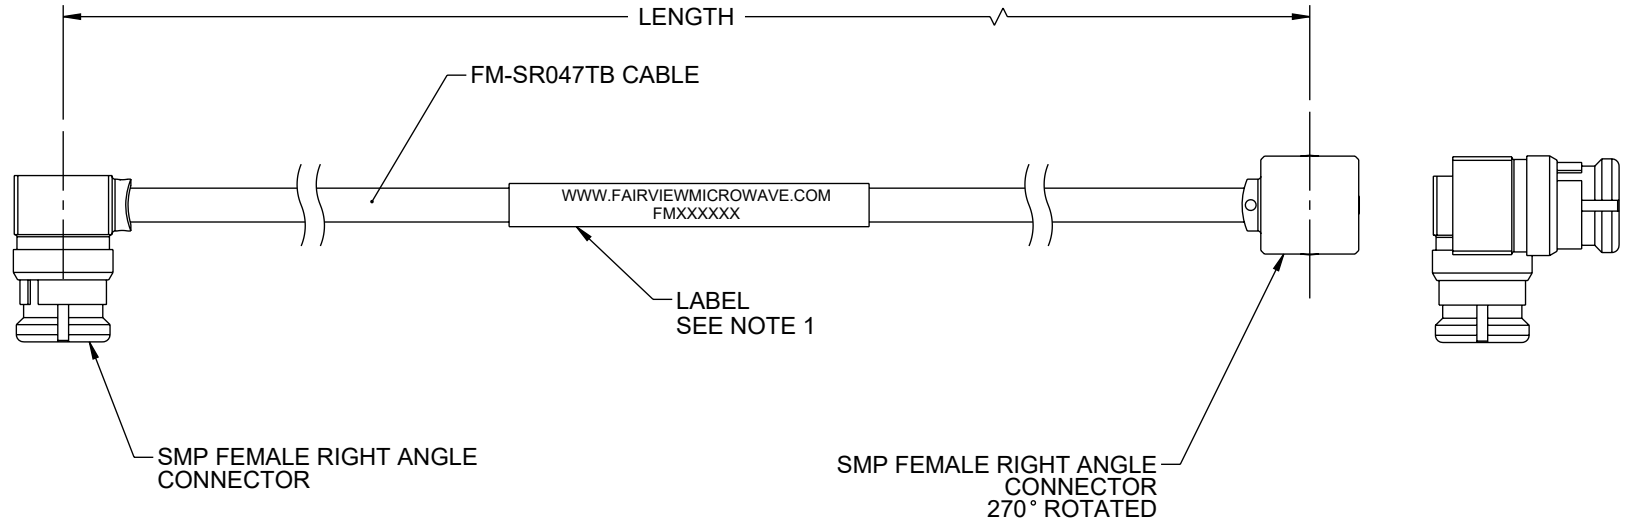 LENGTH
FM-SR047TB CABLE
WWW.FAIRVIEWMICROWAVE.COM
FMXXXXXX
LABEL
SEE NOTE 1
SMP FEMALE RIGHT ANGLE
CONNECTOR
SMP FEMALE RIGHT ANGLE
CONNECTOR
270° ROTATED